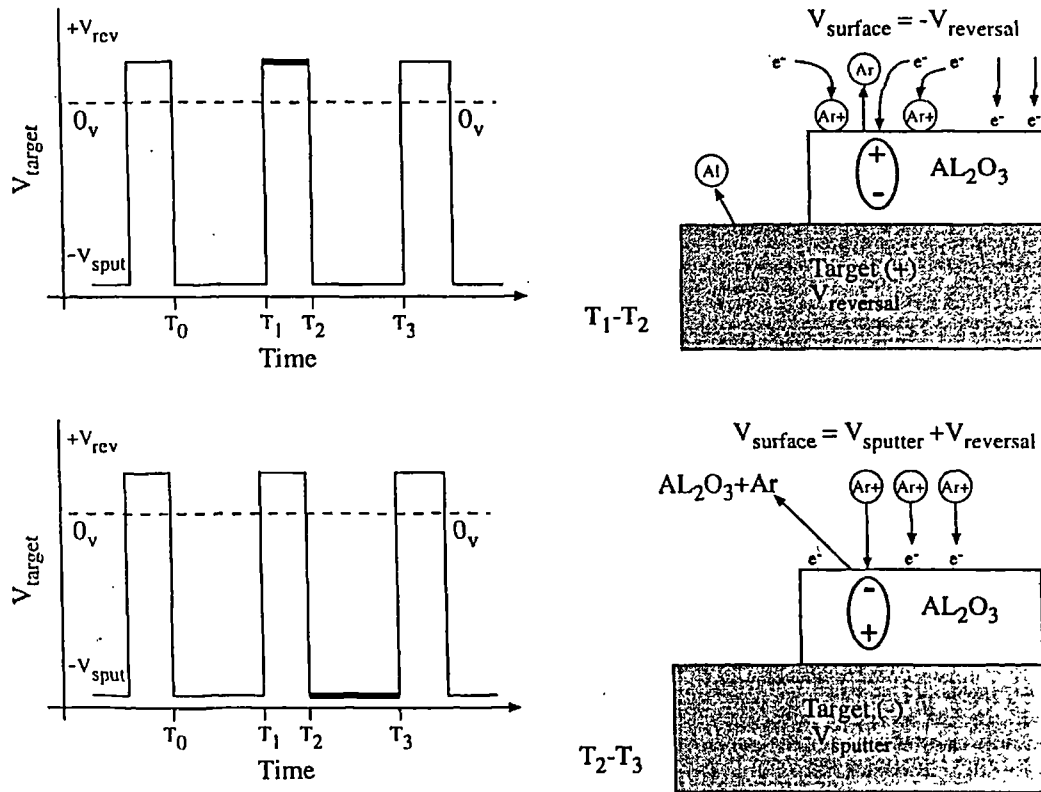 +V_rev
0_v
0_v
V_target
-V_sput
T_0 T_1 T_2 T_3
Time
V_surface = -V_reversal
e^- Ar e^- e^-
Ar+ Ar+ e^- e^-
+
-
AL_2O_3
Al
Target (+)
V_reversal
T_1-T_2
+V_rev
0_v
0_v
V_target
-V_sput
T_0 T_1 T_2 T_3
Time
V_surface = V_sputter + V_reversal
AL_2O_3+Ar
Ar+ Ar+ Ar+
e^- e^- e^-
-
+
AL_2O_3
Target (-)
-V_sputter
T_2-T_3